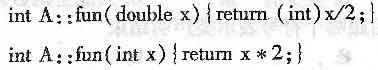 int A::fun(double x){return (int)x/2;}
int A::fun(int x){return x * 2;}